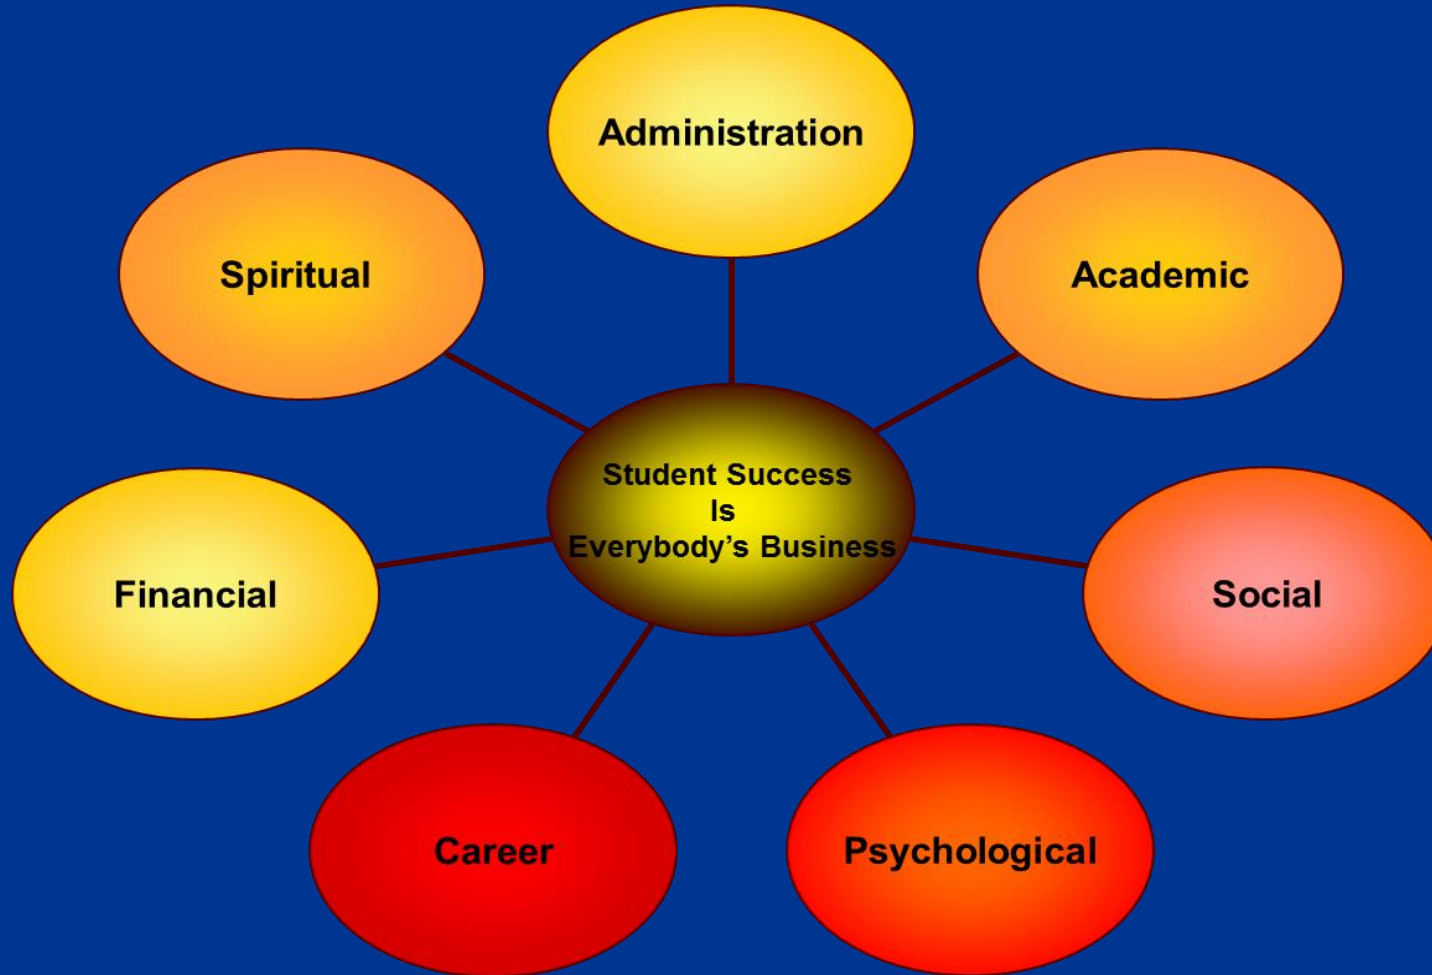 Administration
Spiritual
Academic
Student Success
Is
Everybody’s Business
Financial
Social
Career
Psychological